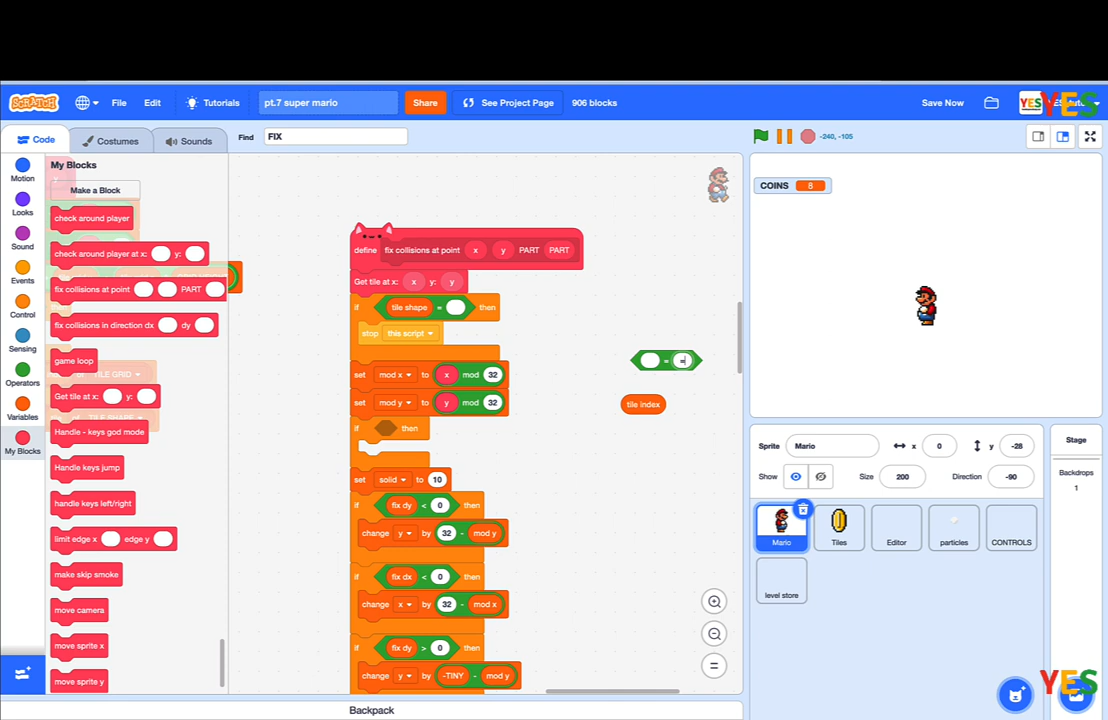 SCRATCH File Edit Tutorials pt.7 super mario Share See Project Page 906 blocks Save Now YES
Code Costumes Sounds Find FIX -240, -105
Motion
Looks
Sound
Events
Control
Sensing
Operators
Variables
My Blocks
My Blocks
Make a Block
check around player
check around player at x: y:
fix collisions at point PART
fix collisions in direction dx dy
game loop
Get tile at x: y:
Handle - keys god mode
Handle keys jump
handle keys left/right
limit edge x edge y
make skip smoke
move camera
move sprite x
move sprite y
define fix collisions at point x y PART PART
Get tile at x: x y: y
if tile shape = then
stop this script
set mod x to x mod 32
set mod y to y mod 32
if then
set solid to 10
if fix dy < 0 then
change y by 32 - mod y
if fix dx < 0 then
change x by 32 - mod x
if fix dy > 0 then
change y by -TINY - mod y
= =
tile index
COINS 8
Sprite Mario x 0 y -28
Show Size 200 Direction -90
Mario Tiles Editor particles CONTROLS
level store
Stage
Backdrops
1
YES
Backpack